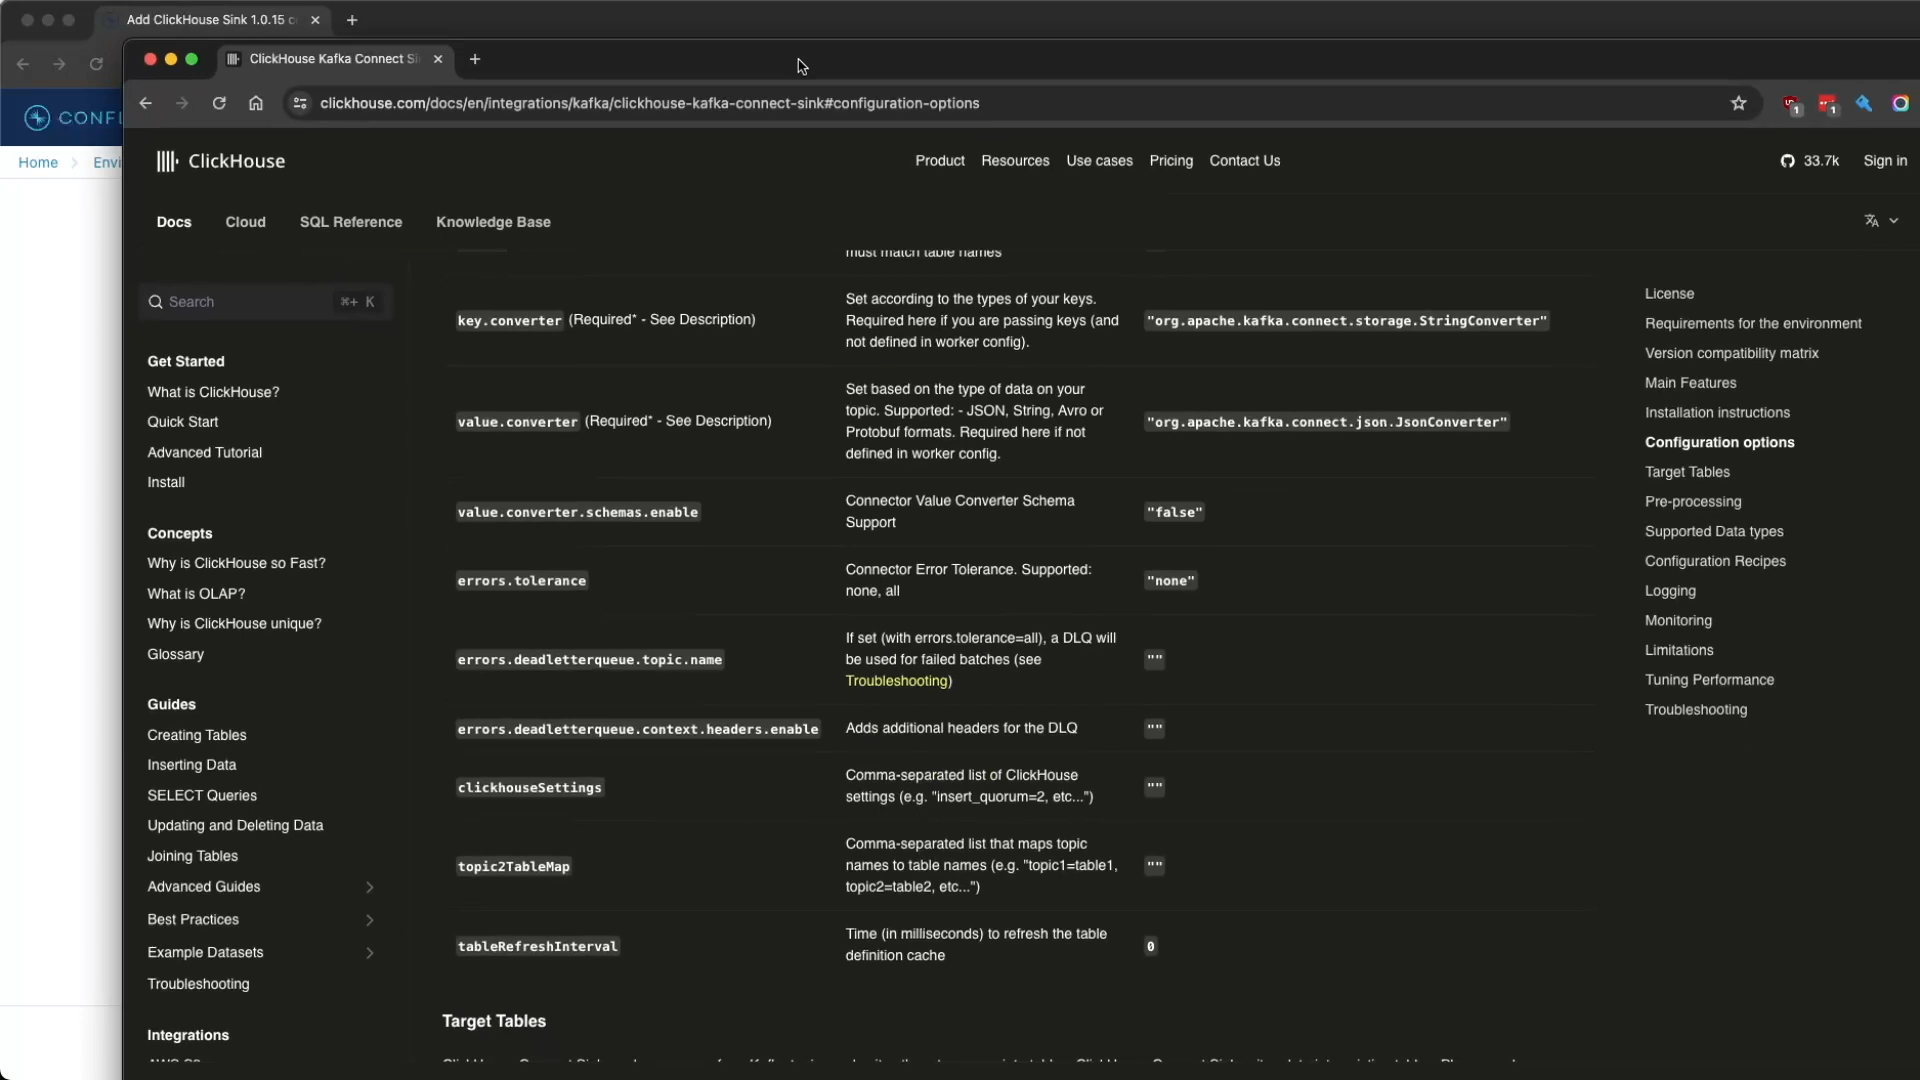 Add ClickHouse Sink 1.0.15 c
ClickHouse Kafka Connect Si
clickhouse.com/docs/en/integrations/kafka/clickhouse-kafka-connect-sink#configuration-options
1
1
CONFL
Home
Envi
ClickHouse
Product
Resources
Use cases
Pricing
Contact Us
33.7k
Sign in
Docs
Cloud
SQL Reference
Knowledge Base
must match table names
Search
⌘+ K
Get Started
What is ClickHouse?
Quick Start
Advanced Tutorial
Install
Concepts
Why is ClickHouse so Fast?
What is OLAP?
Why is ClickHouse unique?
Glossary
Guides
Creating Tables
Inserting Data
SELECT Queries
Updating and Deleting Data
Joining Tables
Advanced Guides
Best Practices
Example Datasets
Troubleshooting
Integrations
key.converter (Required* - See Description)
Set according to the types of your keys.
Required here if you are passing keys (and
not defined in worker config).
"org.apache.kafka.connect.storage.StringConverter"
value.converter (Required* - See Description)
Set based on the type of data on your
topic. Supported: - JSON, String, Avro or
Protobuf formats. Required here if not
defined in worker config.
"org.apache.kafka.connect.json.JsonConverter"
value.converter.schemas.enable
Connector Value Converter Schema
Support
"false"
errors.tolerance
Connector Error Tolerance. Supported:
none, all
"none"
errors.deadletterqueue.topic.name
If set (with errors.tolerance=all), a DLQ will
be used for failed batches (see
Troubleshooting)
""
errors.deadletterqueue.context.headers.enable
Adds additional headers for the DLQ
""
clickhouseSettings
Comma-separated list of ClickHouse
settings (e.g. "insert_quorum=2, etc...")
""
topic2TableMap
Comma-separated list that maps topic
names to table names (e.g. "topic1=table1,
topic2=table2, etc...")
""
tableRefreshInterval
Time (in milliseconds) to refresh the table
definition cache
0
Target Tables
License
Requirements for the environment
Version compatibility matrix
Main Features
Installation instructions
Configuration options
Target Tables
Pre-processing
Supported Data types
Configuration Recipes
Logging
Monitoring
Limitations
Tuning Performance
Troubleshooting